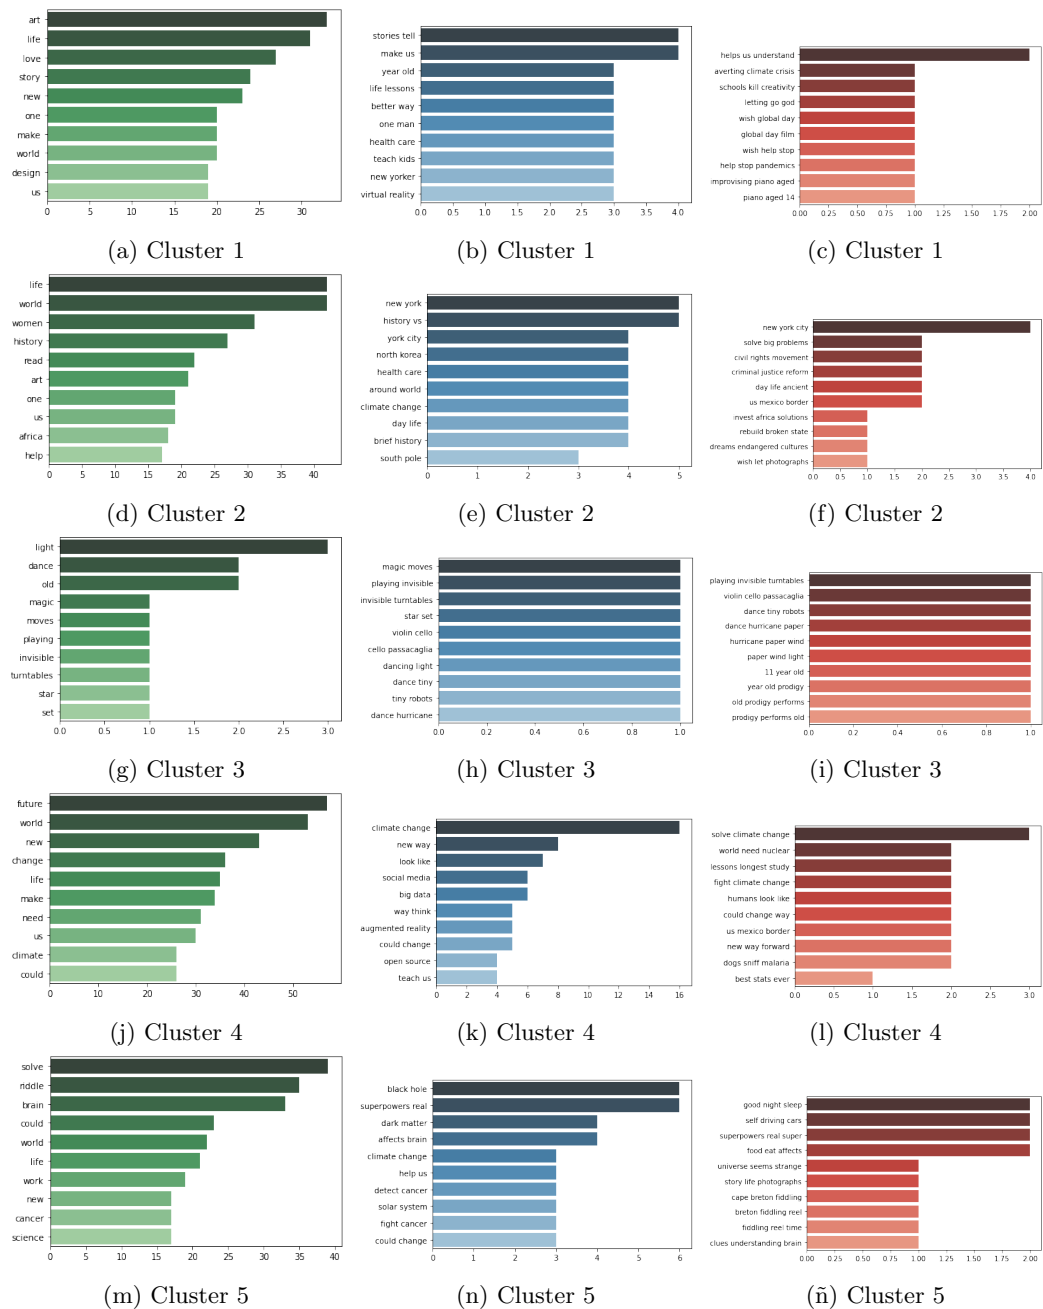 art
life
love
story
new
one
make
world
design
us
0 5 10 15 20 25 30
(a) Cluster 1
stories tell
make us
year old
life lessons
better way
one man
health care
teach kids
new yorker
virtual reality
0.0 0.5 1.0 1.5 2.0 2.5 3.0 3.5 4.0
(b) Cluster 1
helps us understand
averting climate crisis
schools kill creativity
letting go god
wish global day
global day film
wish help stop
help stop pandemics
improvising piano aged
piano aged 14
0.00 0.25 0.50 0.75 1.00 1.25 1.50 1.75 2.00
(c) Cluster 1
life
world
women
history
read
art
one
us
africa
help
0 5 10 15 20 25 30 35 40
(d) Cluster 2
new york
history vs
york city
north korea
health care
around world
climate change
day life
brief history
south pole
0 1 2 3 4 5
(e) Cluster 2
new york city
solve big problems
civil rights movement
criminal justice reform
day life ancient
us mexico border
invest africa solutions
rebuild broken state
dreams endangered cultures
wish let photographs
0.0 0.5 1.0 1.5 2.0 2.5 3.0 3.5 4.0
(f) Cluster 2
light
dance
old
magic
moves
playing
invisible
turntables
star
set
0.0 0.5 1.0 1.5 2.0 2.5 3.0
(g) Cluster 3
magic moves
playing invisible
invisible turntables
star set
violin cello
cello passacaglia
dancing light
dance tiny
tiny robots
dance hurricane
0.0 0.2 0.4 0.6 0.8 1.0
(h) Cluster 3
playing invisible turntables
violin cello passacaglia
dance tiny robots
dance hurricane paper
hurricane paper wind
paper wind light
11 year old
year old prodigy
old prodigy performs
prodigy performs old
0.0 0.2 0.4 0.6 0.8 1.0
(i) Cluster 3
future
world
new
change
life
make
need
us
climate
could
0 10 20 30 40 50
(j) Cluster 4
climate change
new way
look like
social media
big data
way think
augmented reality
could change
open source
teach us
0 2 4 6 8 10 12 14 16
(k) Cluster 4
solve climate change
world need nuclear
lessons longest study
fight climate change
humans look like
could change way
us mexico border
new way forward
dogs sniff malaria
best stats ever
0.0 0.5 1.0 1.5 2.0 2.5 3.0
(l) Cluster 4
solve
riddle
brain
could
world
life
work
new
cancer
science
0 5 10 15 20 25 30 35 40
(m) Cluster 5
black hole
superpowers real
dark matter
affects brain
climate change
help us
detect cancer
solar system
fight cancer
could change
0 1 2 3 4 5 6
(n) Cluster 5
good night sleep
self driving cars
superpowers real super
food eat affects
universe seems strange
story life photographs
cape breton fiddling
breton fiddling reel
fiddling reel time
clues understanding brain
0.00 0.25 0.50 0.75 1.00 1.25 1.50 1.75 2.00
(ñ) Cluster 5